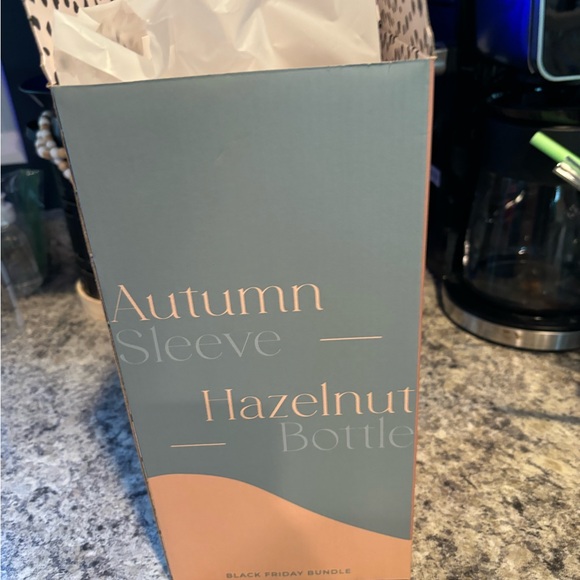 Autumn
Sleeve
Hazelnut
Bottle
BLACK FRIDAY BUNDLE